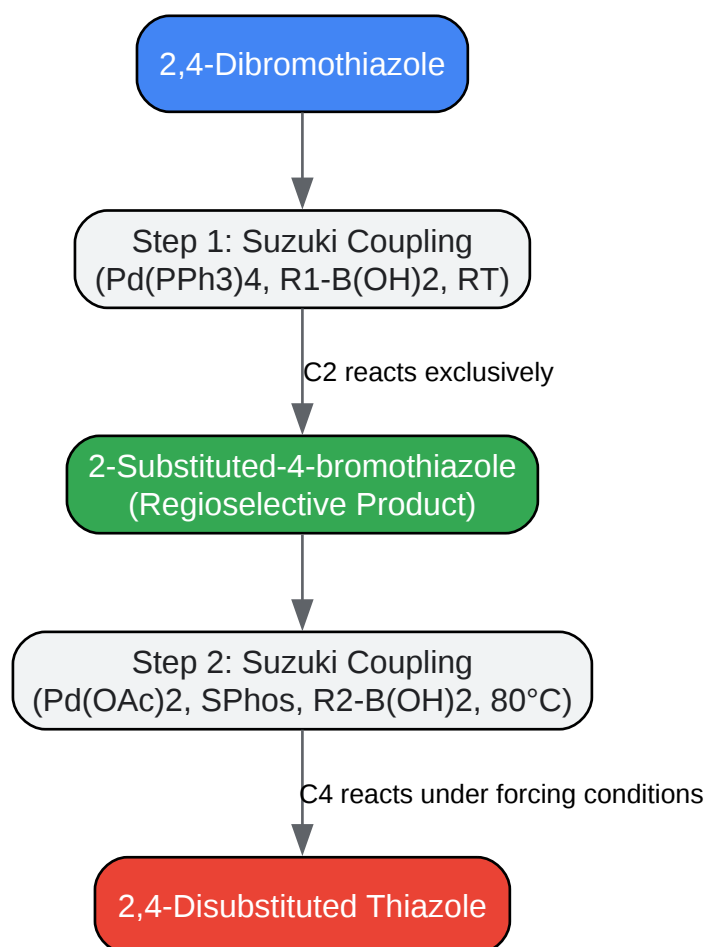 2,4-Dibromothiazole
Step 1: Suzuki Coupling
(Pd(PPh3)4, R1-B(OH)2, RT)
C2 reacts exclusively
2-Substituted-4-bromothiazole
(Regioselective Product)
Step 2: Suzuki Coupling
(Pd(OAc)2, SPhos, R2-B(OH)2, 80°C)
C4 reacts under forcing conditions
2,4-Disubstituted Thiazole